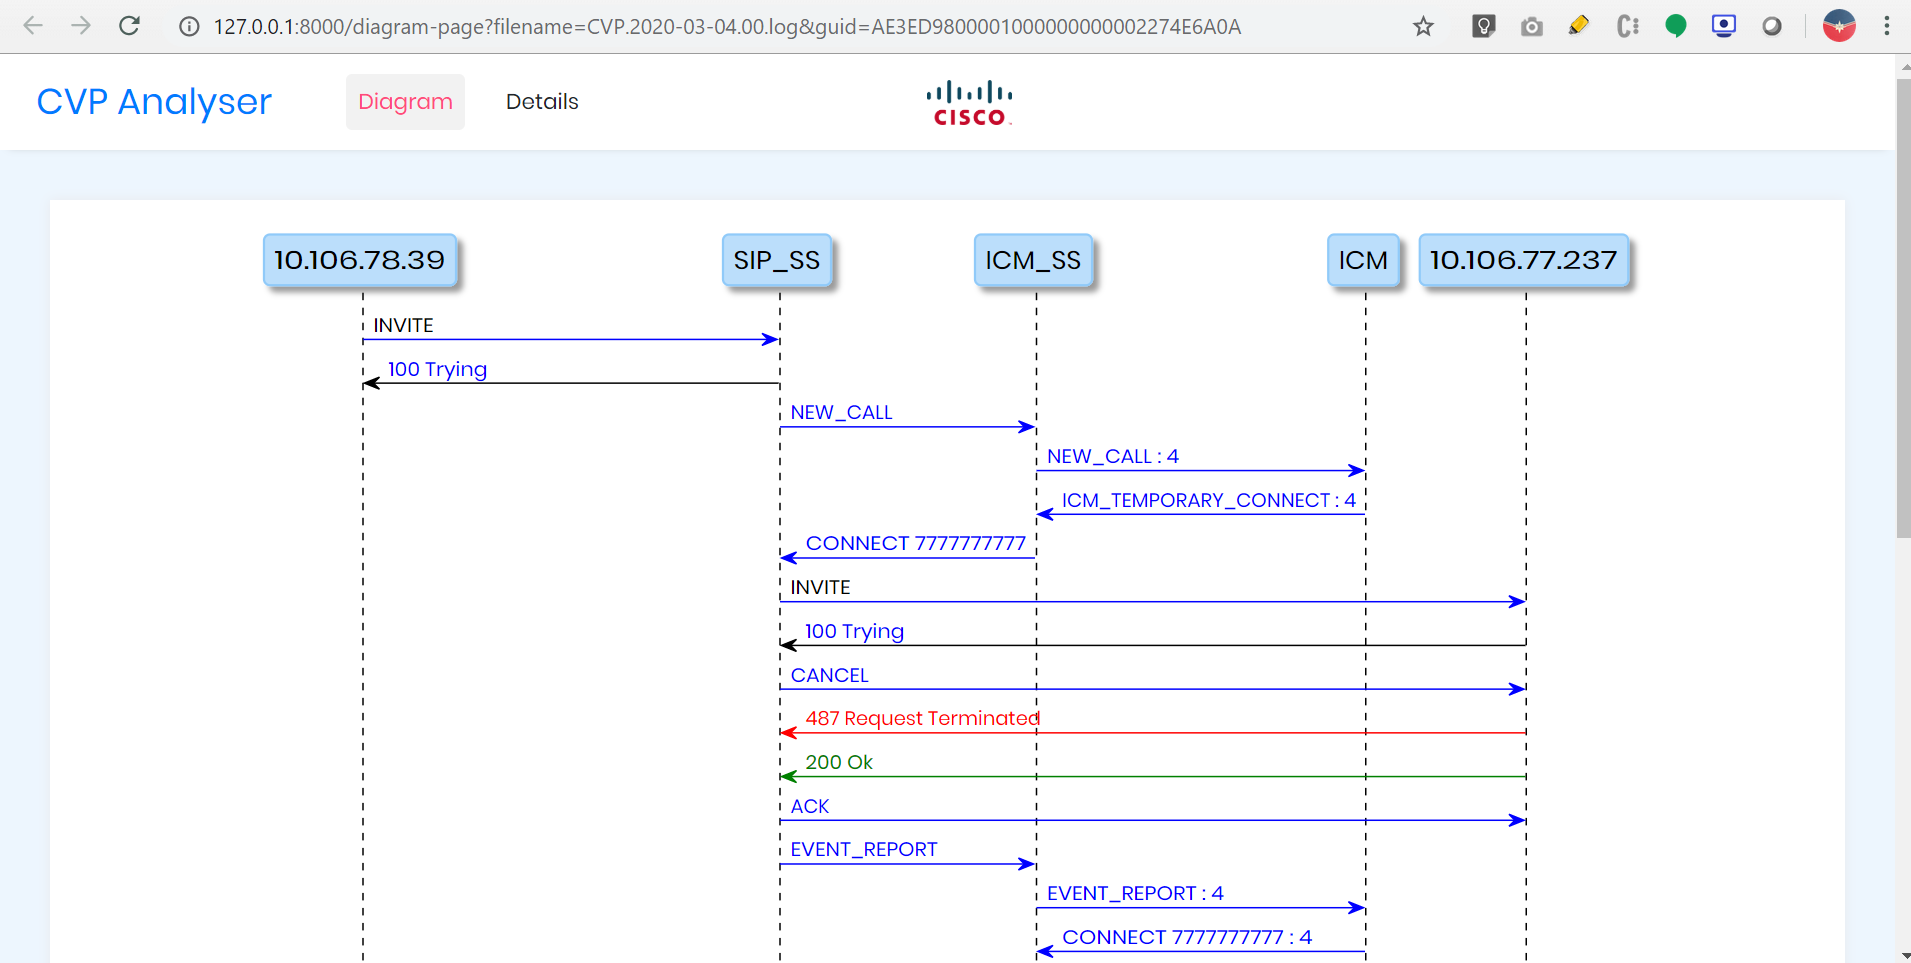 127.0.0.1:8000/diagram-page?filename=CVP.2020-03-04.00.log&guid=AE3ED9800001000000000002274E6A0A
CVP Analyser Diagram Details CISCO
10.106.78.39 SIP_SS ICM_SS ICM 10.106.77.237
INVITE
100 Trying
NEW_CALL
NEW_CALL : 4
ICM_TEMPORARY_CONNECT : 4
CONNECT 7777777777
INVITE
100 Trying
CANCEL
487 Request Terminated
200 Ok
ACK
EVENT_REPORT
EVENT_REPORT : 4
CONNECT 7777777777 : 4